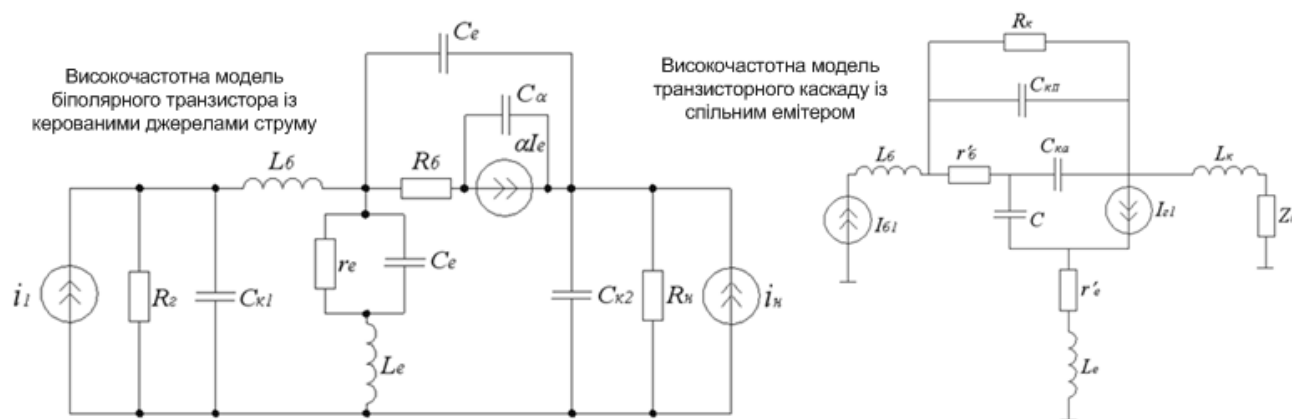 Високочастотна модель
біполярного транзистора із
керованими джерелами струму
Cе
Cα
αIе
Lб
Rб
i1
Rг
Cк1
rе
Cе
Lе
Cк2
Rн
iн
Високочастотна модель
транзисторного каскаду із
спільним емітером
Rк
CкП
Lб
r'б
Cка
Lк
Iб1
C
Iг1
r'е
Lе